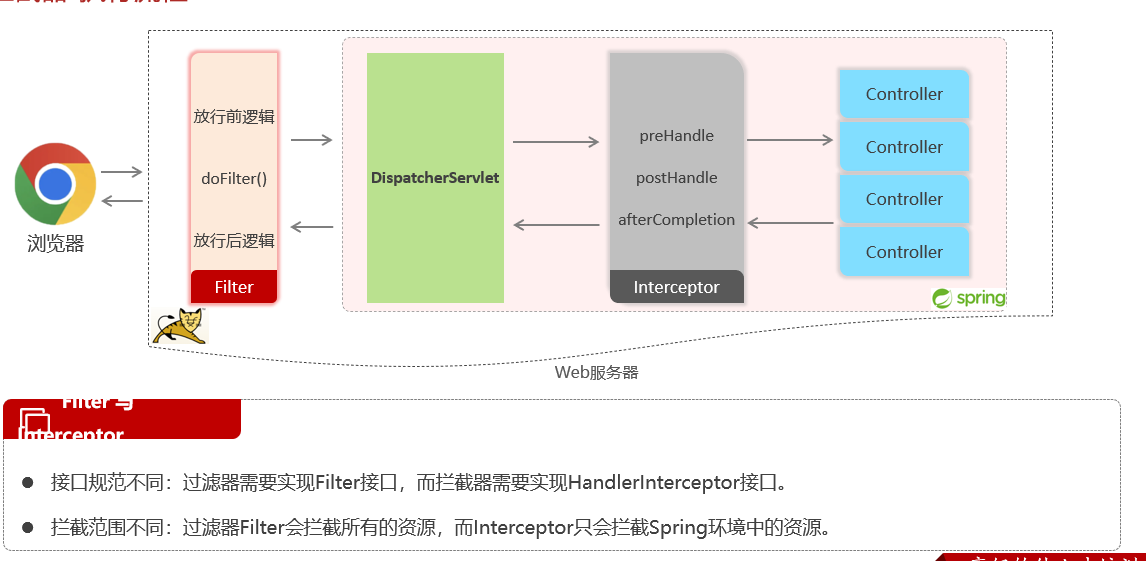 浏览器
放行前逻辑
doFilter()
放行后逻辑
Filter
DispatcherServlet
preHandle
postHandle
afterCompletion
Interceptor
Controller
Controller
Controller
Controller
spring
Web服务器
Filter 与
Interceptor
接口规范不同：过滤器需要实现Filter接口，而拦截器需要实现HandlerInterceptor接口。
拦截范围不同：过滤器Filter会拦截所有的资源，而Interceptor只会拦截Spring环境中的资源。